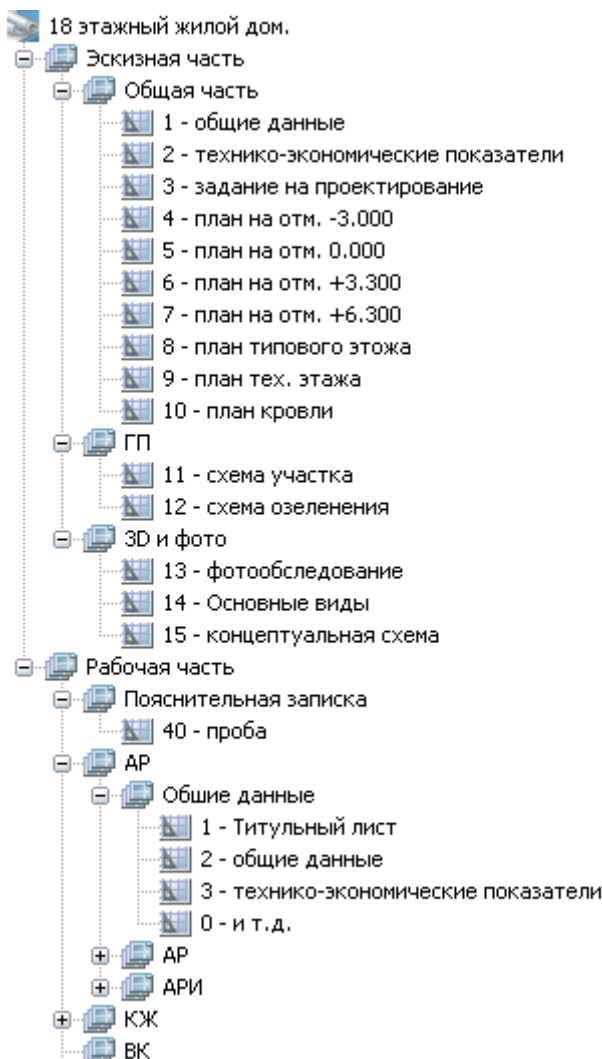 18 этажный жилой дом.
Эскизная часть
Общая часть
1 - общие данные
2 - технико-экономические показатели
3 - задание на проектирование
4 - план на отм. -3.000
5 - план на отм. 0.000
6 - план на отм. +3.300
7 - план на отм. +6.300
8 - план типового этожа
9 - план тех. этажа
10 - план кровли
ГП
11 - схема участка
12 - схема озеленения
3D и фото
13 - фотообследование
14 - Основные виды
15 - концептуальная схема
Рабочая часть
Пояснительная записка
40 - проба
АР
Обшие данные
1 - Титульный лист
2 - общие данные
3 - технико-экономические показатели
0 - и т.д.
АР
АРИ
КЖ
ВК